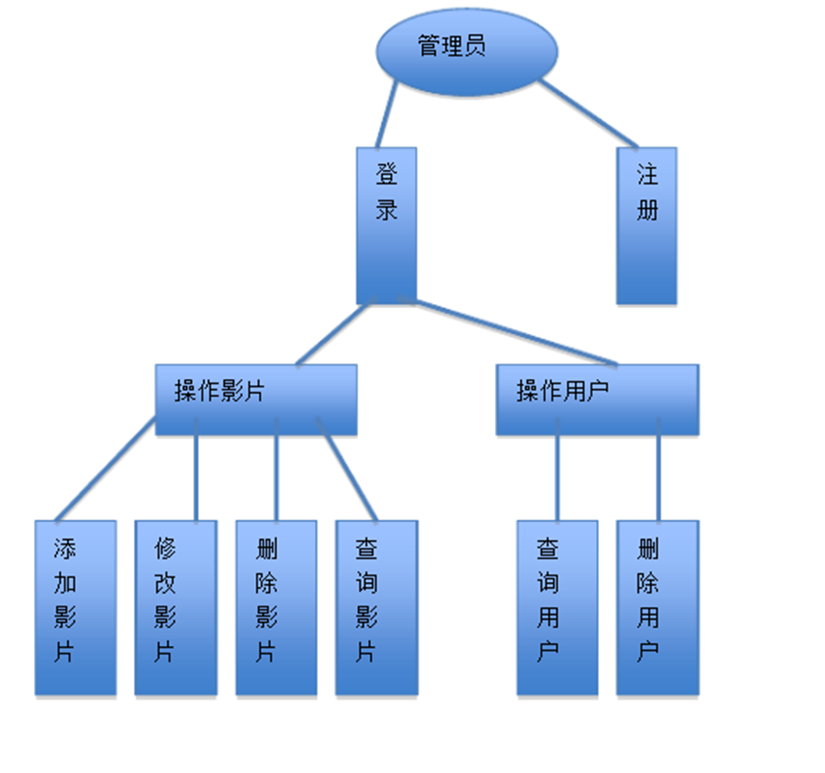 管理员
登录
注册
操作影片
操作用户
添加影片
修改影片
删除影片
查询影片
查询用户
删除用户